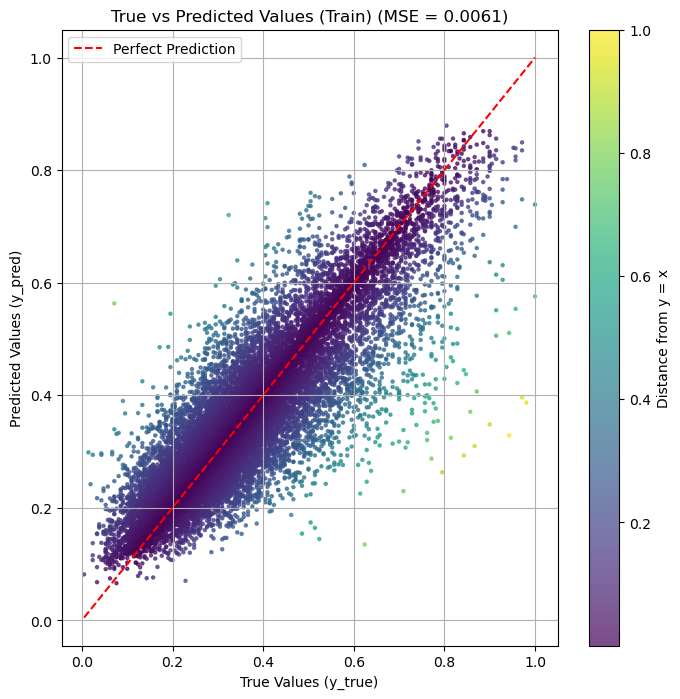 True vs Predicted Values (Train) (MSE = 0.0061)
Perfect Prediction
1.0
0.8
0.6
0.4
0.2
0.0
Predicted Values (y_pred)
0.0 0.2 0.4 0.6 0.8 1.0
True Values (y_true)
1.0
0.8
0.6
0.4
0.2
Distance from y = x